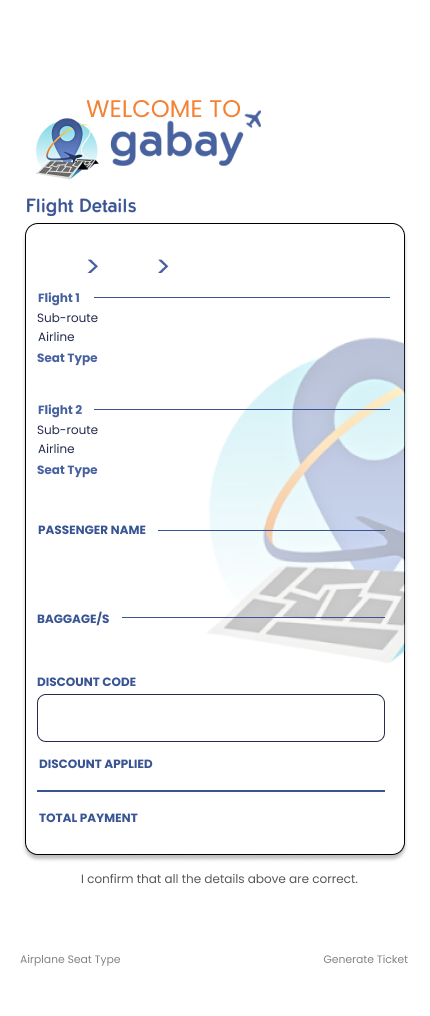 WELCOME TO
gabay
Flight Details
Flight 1
Sub-route
Airline
Seat Type
Flight 2
Sub-route
Airline
Seat Type
PASSENGER NAME
BAGGAGE/S
DISCOUNT CODE
DISCOUNT APPLIED
TOTAL PAYMENT
I confirm that all the details above are correct.
Airplane Seat Type
Generate Ticket